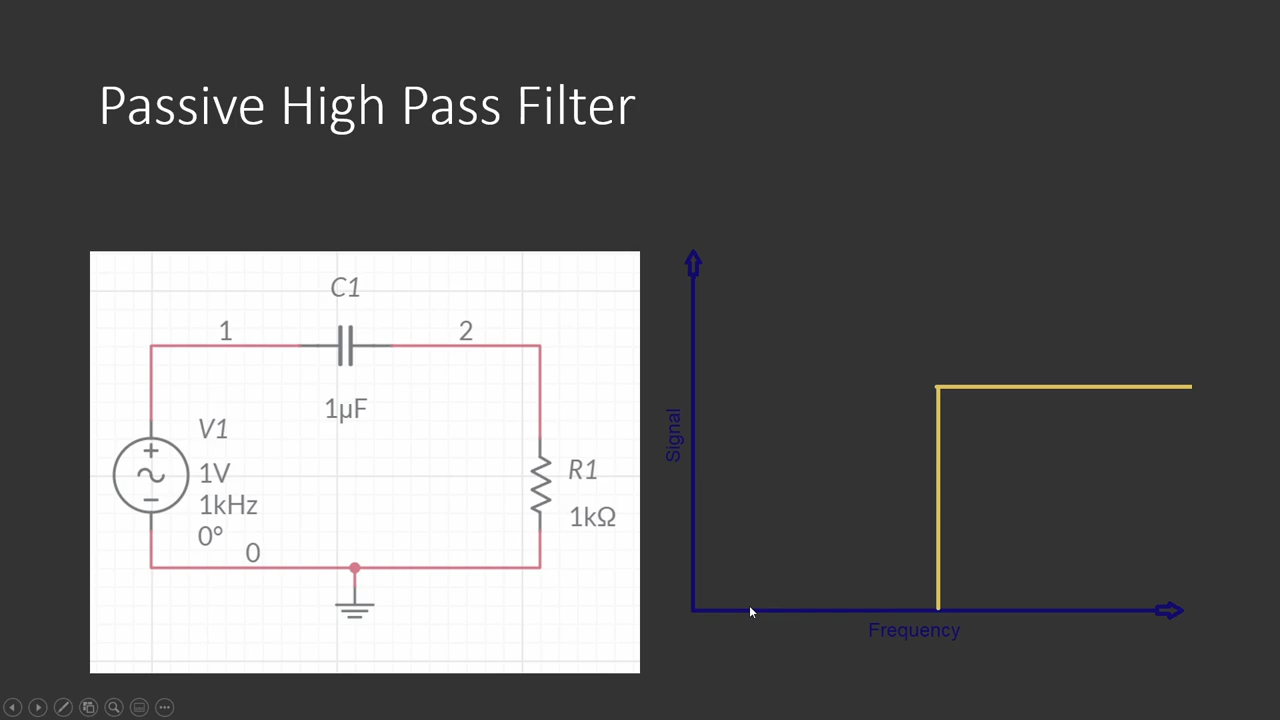 Passive High Pass Filter
C1
1
2
1µF
V1
1V
1kHz
0°
0
R1
1kΩ
Signal
Frequency